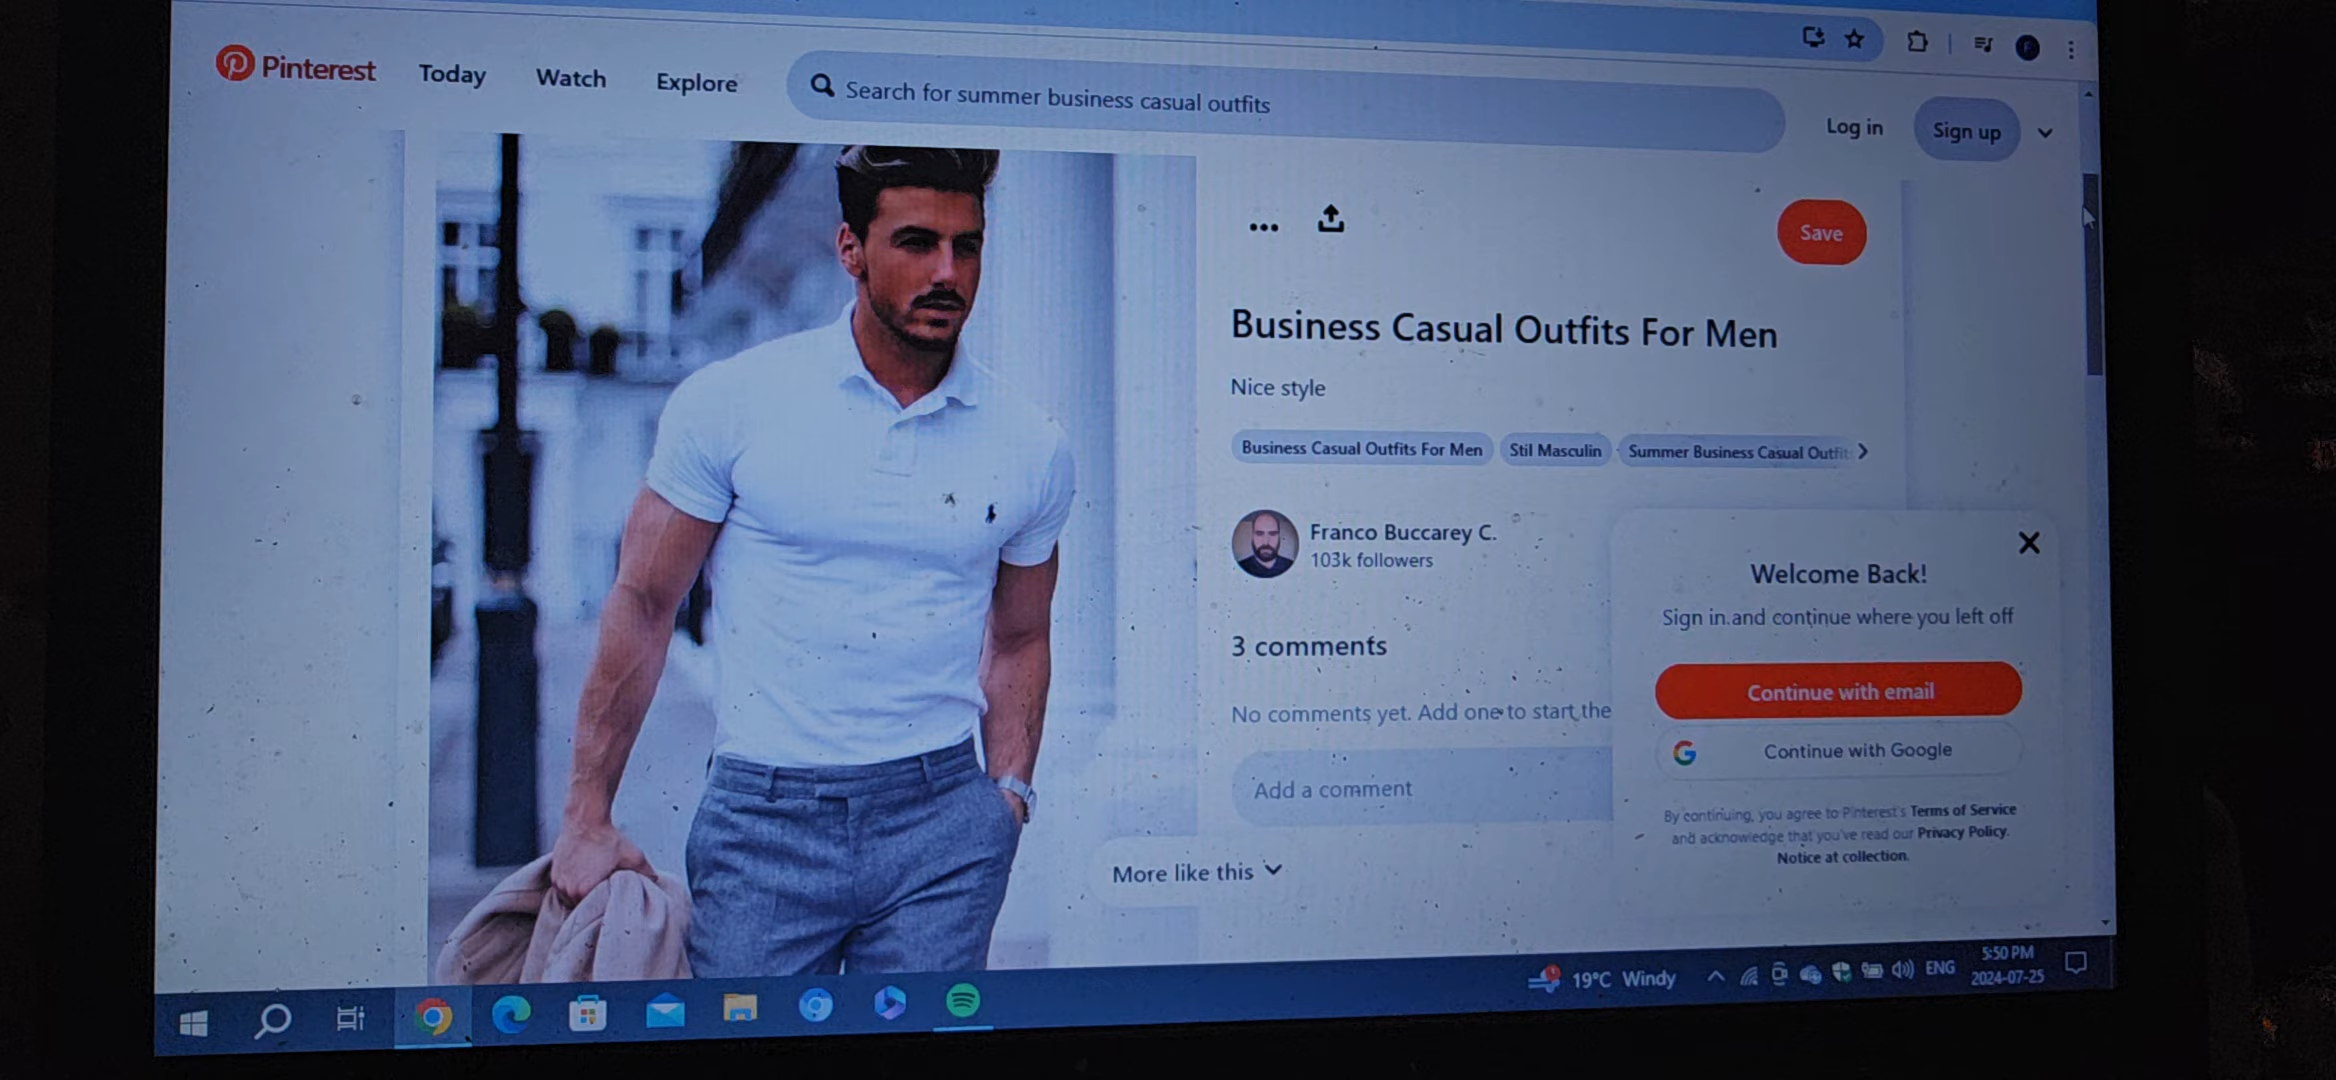 Pinterest
Today
Watch
Explore
Search for summer business casual outfits
Log in
Sign up
Save
Business Casual Outfits For Men
Nice style
Business Casual Outfits For Men
Stil Masculin
Summer Business Casual Outfits
Franco Buccarey C.
103k followers
3 comments
No comments yet. Add one to start the
Add a comment
More like this
Welcome Back!
Sign in and continue where you left off
Continue with email
G
Continue with Google
By continuing, you agree to Pinterest's Terms of Service
and acknowledge that you've read our Privacy Policy.
Notice at collection.
19°C Windy
ENG
5:50 PM
2024-07-25